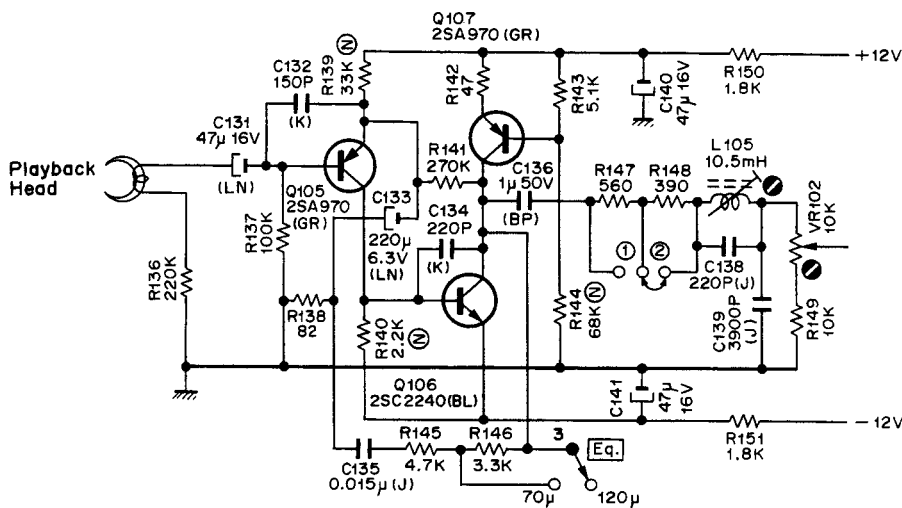 Q107
2SA970 (GR)
C132
150P
(K)
R139
33K
N
R142
47
R143
5.1K
C140
47µ 16V
R150
1.8K
+12V
C131
47µ 16V
(LN)
Playback
Head
Q105
2SA970
(GR)
R141
270K
C136
1µ 50V
(BP)
R147
560
R148
390
L105
10.5mH
VR102
10K
C133
220µ
6.3V
(LN)
C134
220P
(K)
R137
100K
R136
220K
R138
82
R140
2.2K
N
R144
68K
N
1
2
C138
220P(J)
C139
3900P
(J)
R149
10K
Q106
2SC2240(BL)
C141
47µ
16V
R151
1.8K
-12V
C135
0.015µ(J)
R145
4.7K
R146
3.3K
3
Eq.
70µ
120µ